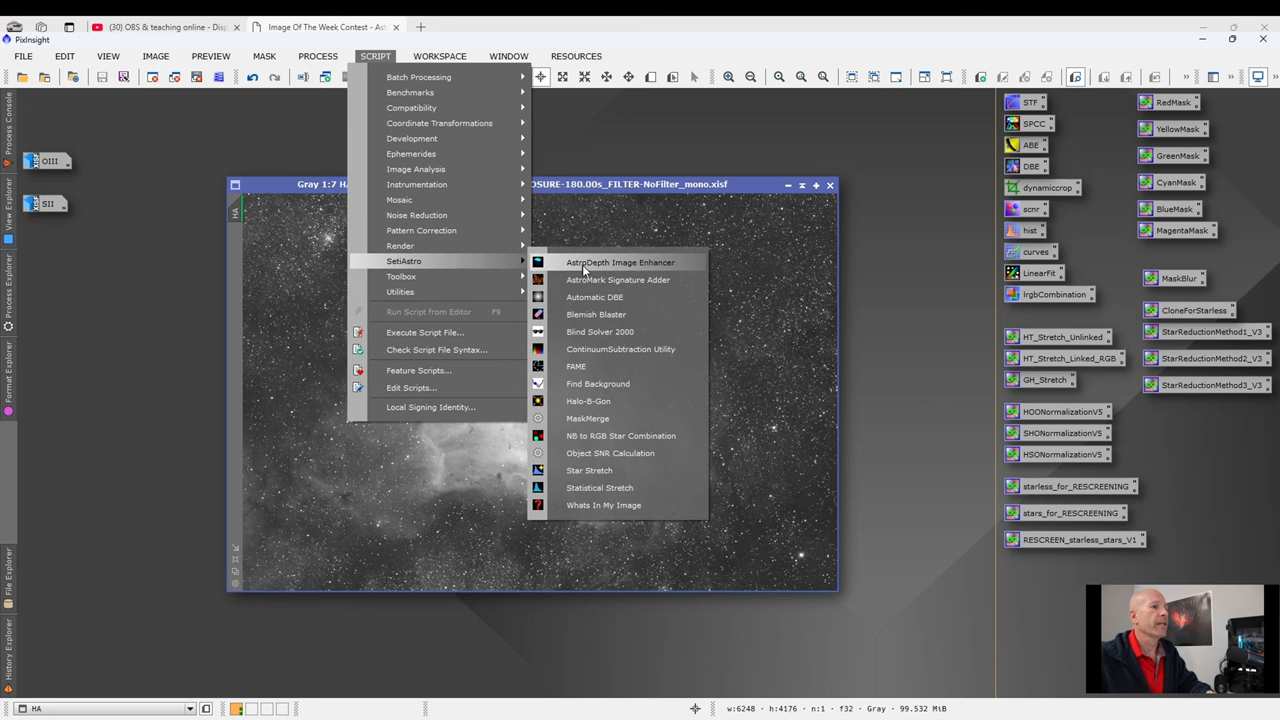 (30) OBS & teaching online - Disp
Image Of The Week Contest - Ast
PixInsight
FILE EDIT VIEW IMAGE PREVIEW MASK PROCESS SCRIPT WORKSPACE WINDOW RESOURCES
Process Console
View Explorer
Process Explorer
Format Explorer
File Explorer
History Explorer
OIII
SII
Batch Processing
Benchmarks
Compatibility
Coordinate Transformations
Development
Ephemerides
Image Analysis
Instrumentation
Mosaic
Noise Reduction
Pattern Correction
Render
SetiAstro
Toolbox
Utilities
Run Script from Editor F9
Execute Script File...
Check Script File Syntax...
Feature Scripts...
Edit Scripts...
Local Signing Identity...
Gray 1:7 HA
OSURE-180.00s_FILTER-NoFilter_mono.xisf
HA
AstroDepth Image Enhancer
AstroMark Signature Adder
Automatic DBE
Blemish Blaster
Blind Solver 2000
ContinuumSubtraction Utility
FAME
Find Background
Halo-B-Gon
MaskMerge
NB to RGB Star Combination
Object SNR Calculation
Star Stretch
Statistical Stretch
Whats In My Image
STF
SPCC
ABE
DBE
dynamiccrop
scnr
hist
curves
LinearFit
lrgbCombination
HT_Stretch_Unlinked
HT_Stretch_Linked_RGB
GH_Stretch
HOONormalizationV5
SHONormalizationV5
HSONormalizationV5
starless_for_RESCREENING
stars_for_RESCREENING
RESCREEN_starless_stars_V1
RedMask
YellowMask
GreenMask
CyanMask
BlueMask
MagentaMask
MaskBlur
CloneForStarless
StarReductionMethod1_V3
StarReductionMethod2_V3
StarReductionMethod3_V3
HA
w:6248 · h:4176 · n:1 · f32 · Gray · 99.532 MiB